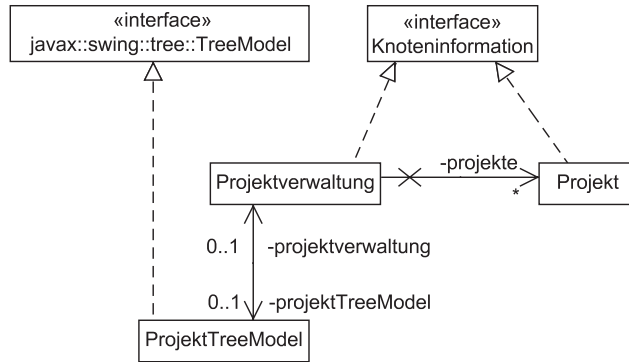 «interface»
javax::swing::tree::TreeModel
«interface»
Knoteninformation
Projektverwaltung
-projekte
*
Projekt
0..1 -projektverwaltung
0..1 -projektTreeModel
ProjektTreeModel